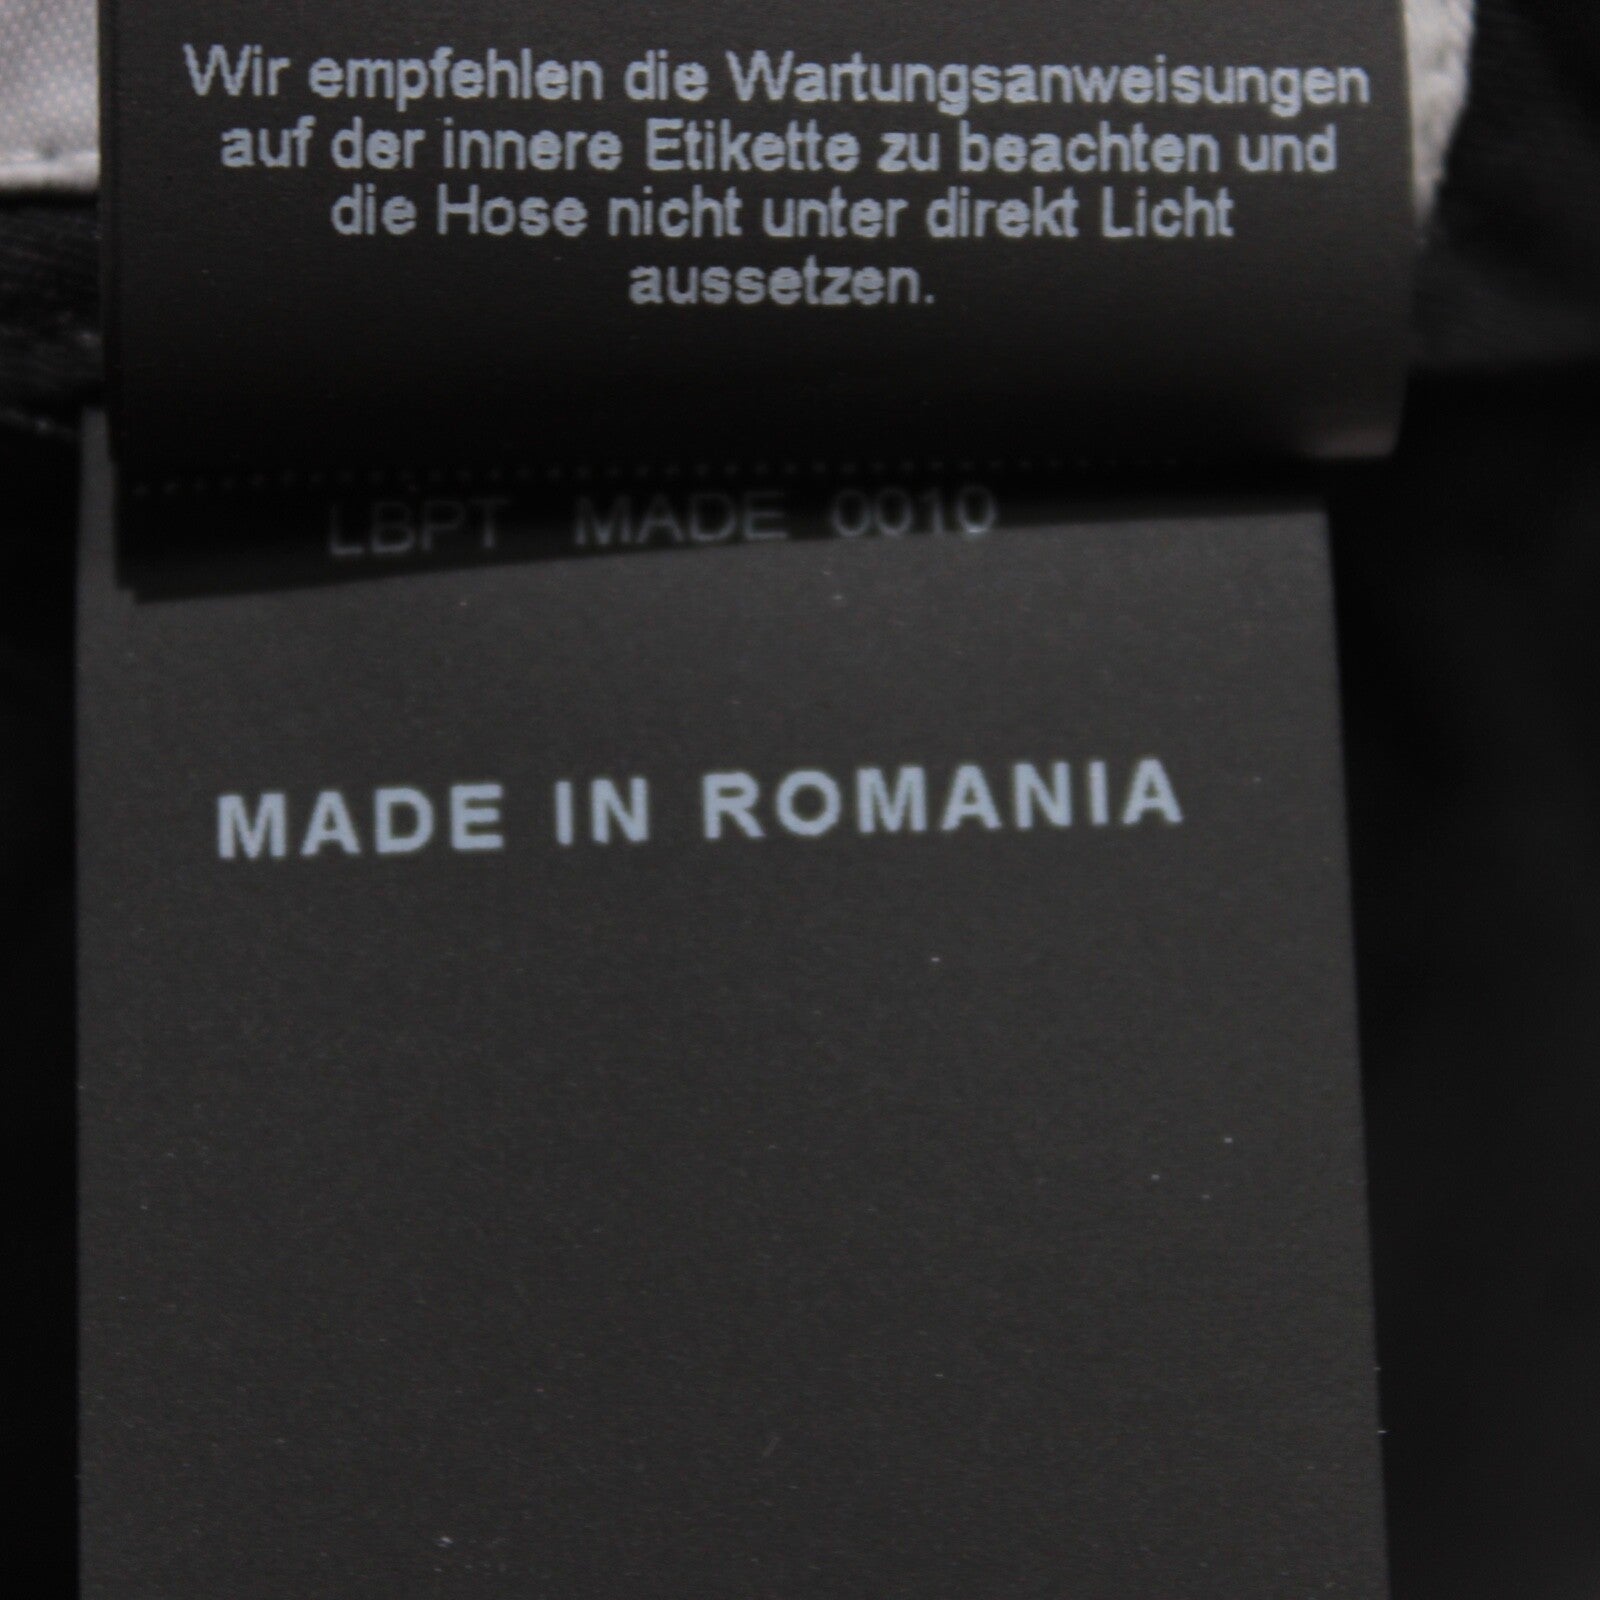 Wir empfehlen die Wartungsanweisungen
auf der innere Etikette zu beachten und
die Hose nicht unter direkt Licht
aussetzen.
LBPT MADE 0010
MADE IN ROMANIA